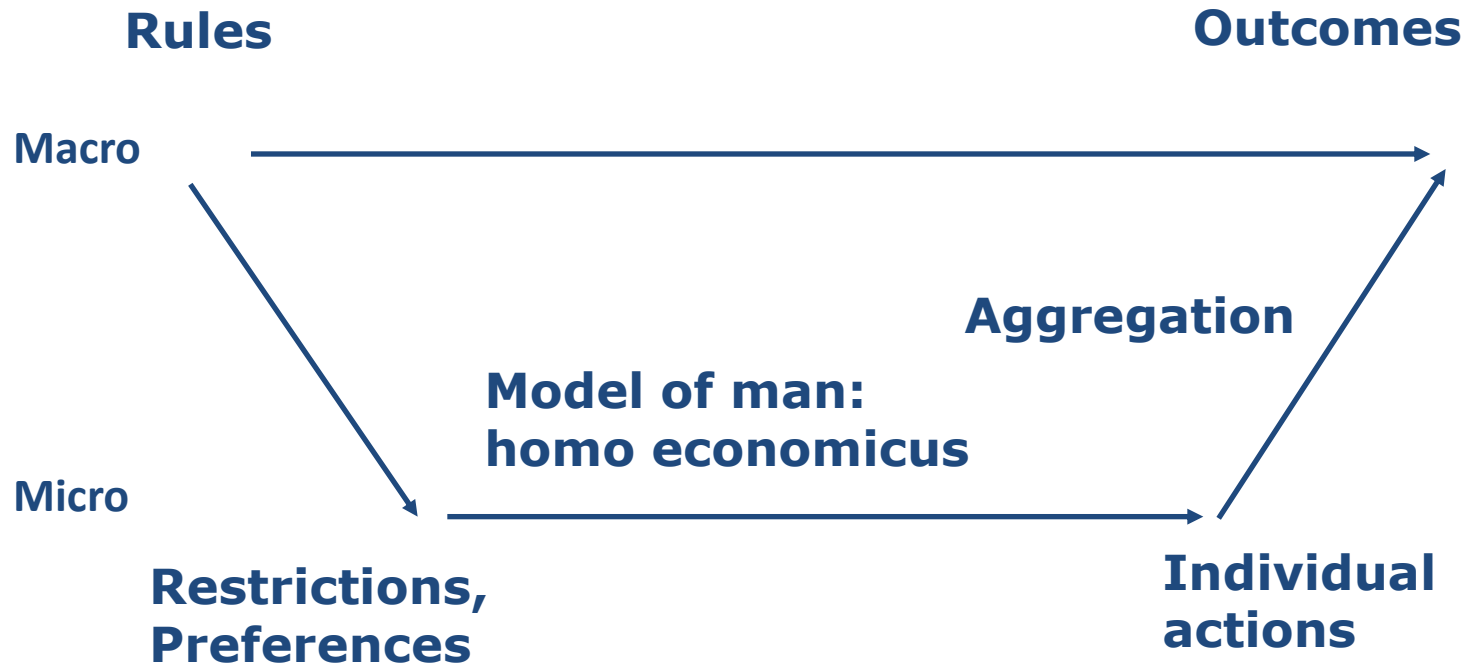 Rules
Outcomes
Macro
Aggregation
Model of man:
homo economicus
Micro
Restrictions,
Preferences
Individual
actions